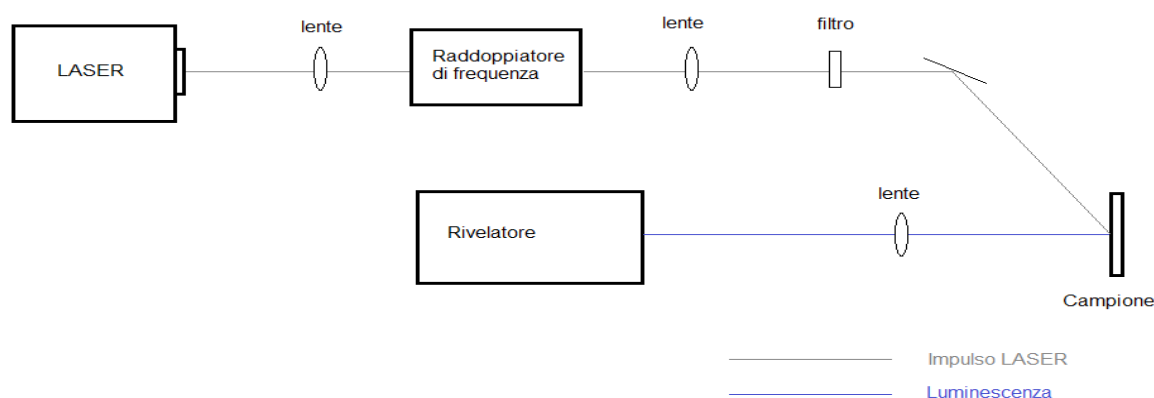 lente
lente
filtro
LASER
Raddoppiatore
di frequenza
lente
Rivelatore
Campione
Impulso LASER
Luminescenza